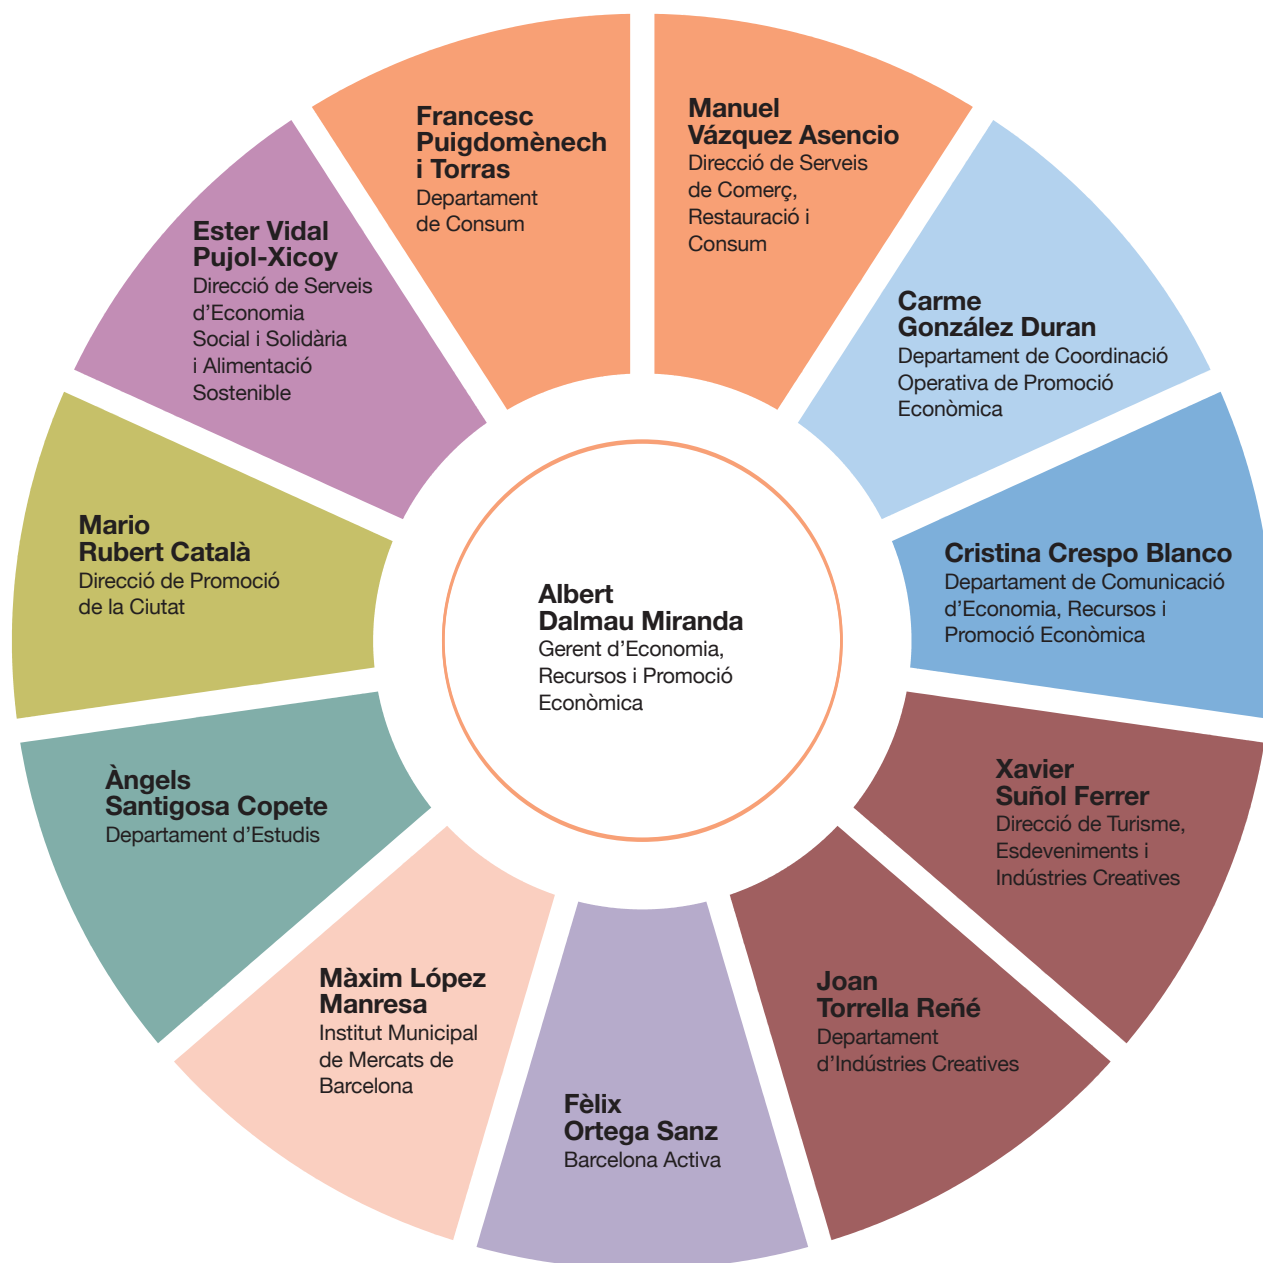 Francesc
Puigdomènech
i Torras
Departament
de Consum
Manuel
Vázquez Asencio
Direcció de Serveis
de Comerç,
Restauració i
Consum
Carme
González Duran
Departament de Coordinació
Operativa de Promoció
Econòmica
Cristina Crespo Blanco
Departament de Comunicació
d’Economia, Recursos i
Promoció Econòmica
Xavier
Suñol Ferrer
Direcció de Turisme,
Esdeveniments i
Indústries Creatives
Joan
Torrella Reñé
Departament
d’Indústries Creatives
Fèlix
Ortega Sanz
Barcelona Activa
Màxim López
Manresa
Institut Municipal
de Mercats de
Barcelona
Àngels
Santigosa Copete
Departament d’Estudis
Mario
Rubert Català
Direcció de Promoció
de la Ciutat
Ester Vidal
Pujol-Xicoy
Direcció de Serveis
d’Economia
Social i Solidària
i Alimentació
Sostenible
Albert
Dalmau Miranda
Gerent d’Economia,
Recursos i Promoció
Econòmica